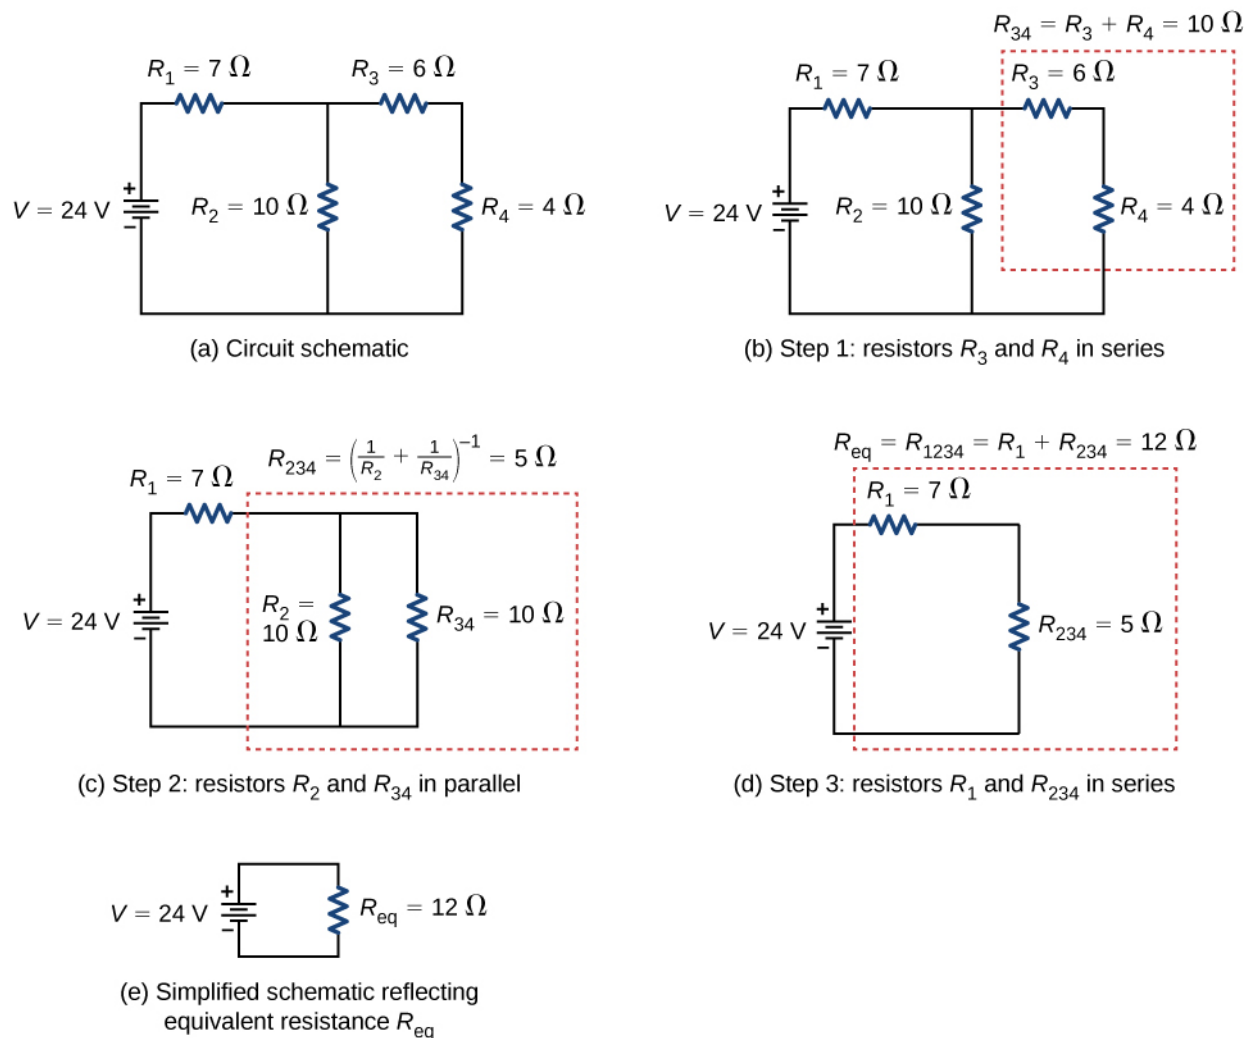 R₁ = 7 Ω
R₃ = 6 Ω
V = 24 V
+
−
R₂ = 10 Ω
R₄ = 4 Ω
(a) Circuit schematic
R₃₄ = R₃ + R₄ = 10 Ω
R₁ = 7 Ω
R₃ = 6 Ω
V = 24 V
+
−
R₂ = 10 Ω
R₄ = 4 Ω
(b) Step 1: resistors R₃ and R₄ in series
R₂₃₄ = (1/R₂ + 1/R₃₄)⁻¹ = 5 Ω
R₁ = 7 Ω
V = 24 V
+
−
R₂ =
10 Ω
R₃₄ = 10 Ω
(c) Step 2: resistors R₂ and R₃₄ in parallel
R_eq = R₁₂₃₄ = R₁ + R₂₃₄ = 12 Ω
R₁ = 7 Ω
V = 24 V
+
−
R₂₃₄ = 5 Ω
(d) Step 3: resistors R₁ and R₂₃₄ in series
V = 24 V
+
−
R_eq = 12 Ω
(e) Simplified schematic reflecting
equivalent resistance R_eq